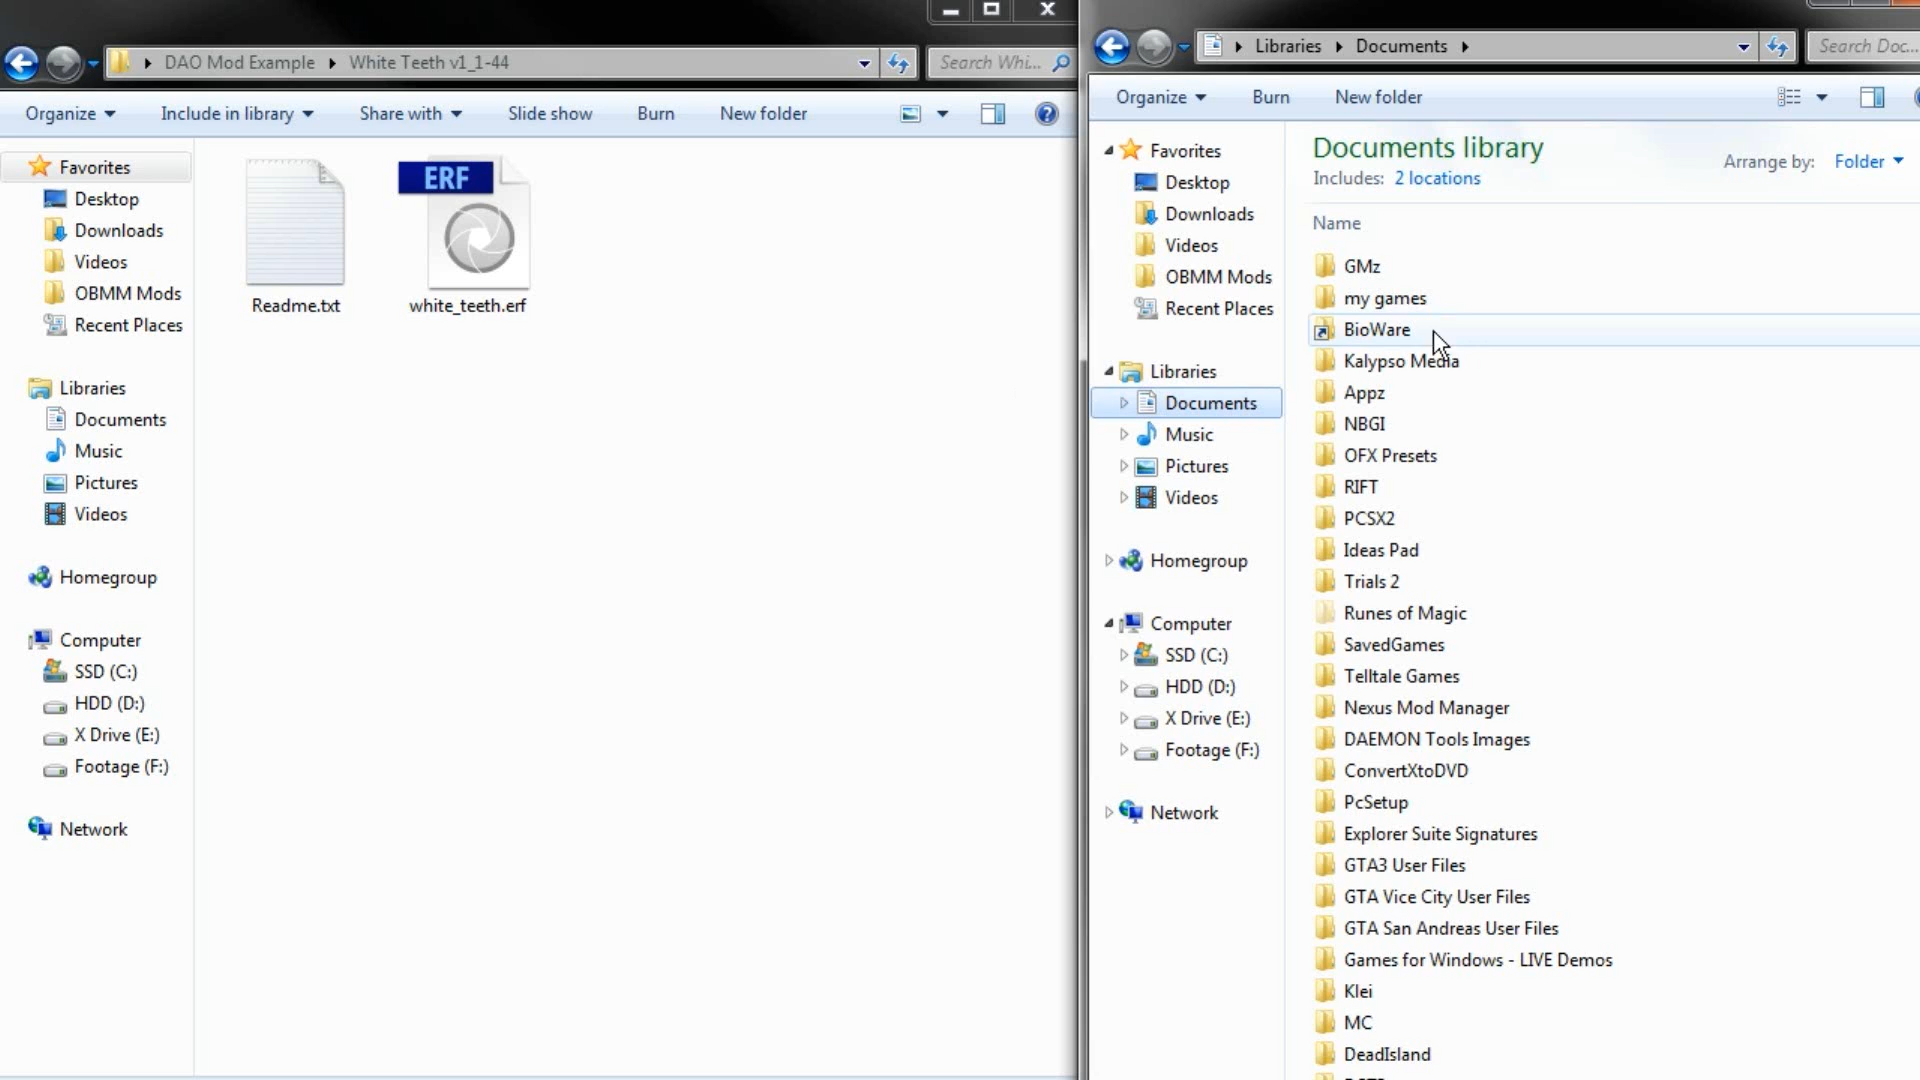 DAO Mod Example White Teeth v1_1-44
Search Whi...
Organize Include in library Share with Slide show Burn New folder
Favorites
Desktop
Downloads
Videos
OBMM Mods
Recent Places
Libraries
Documents
Music
Pictures
Videos
Homegroup
Computer
SSD (C:)
HDD (D:)
X Drive (E:)
Footage (F:)
Network
ERF
Readme.txt
white_teeth.erf
Libraries Documents
Search Doc...
Organize Burn New folder
Favorites
Desktop
Downloads
Videos
OBMM Mods
Recent Places
Libraries
Documents
Music
Pictures
Videos
Homegroup
Computer
SSD (C:)
HDD (D:)
X Drive (E:)
Footage (F:)
Network
Documents library
Includes: 2 locations
Arrange by: Folder
Name
GMz
my games
BioWare
Kalypso Media
Appz
NBGI
OFX Presets
RIFT
PCSX2
Ideas Pad
Trials 2
Runes of Magic
SavedGames
Telltale Games
Nexus Mod Manager
DAEMON Tools Images
ConvertXtoDVD
PcSetup
Explorer Suite Signatures
GTA3 User Files
GTA Vice City User Files
GTA San Andreas User Files
Games for Windows - LIVE Demos
Klei
MC
DeadIsland